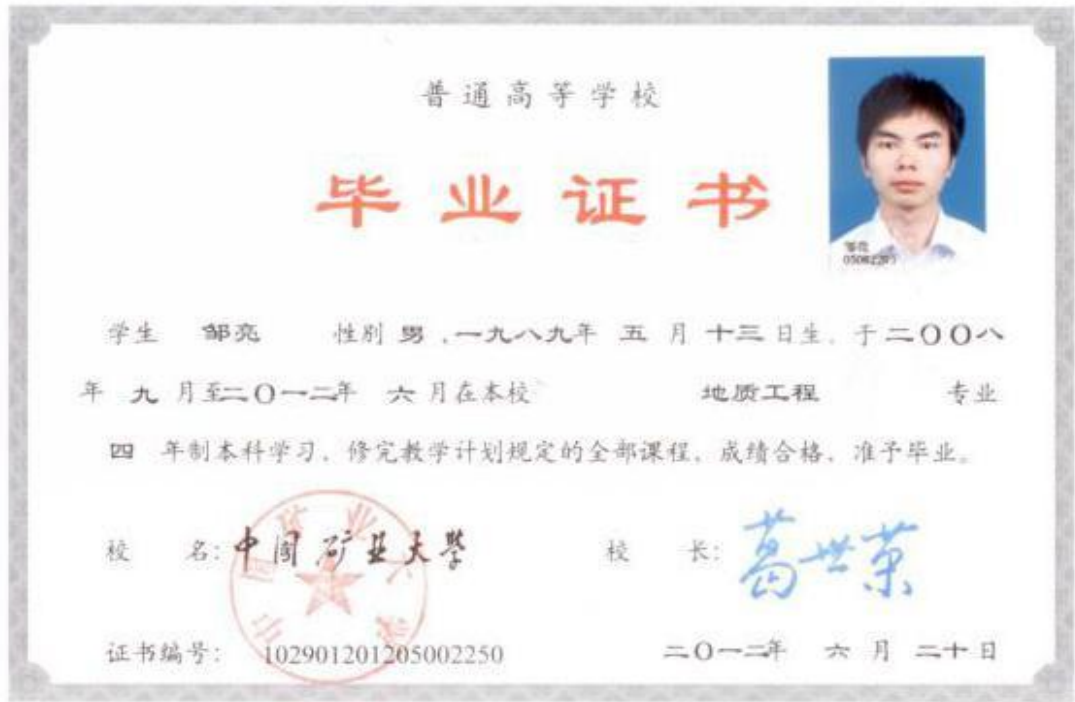 普通高等学校
毕业证书
邹亮
学生 邹亮 性别 男，一九八九年 五 月 十三 日生，于二〇〇八
年 九 月至二〇一二年 六 月在本校 地质工程 专业
四 年制本科学习，修完教学计划规定的全部课程，成绩合格，准予毕业。
校 名：中国矿业大学 校 长：葛世荣
证书编号： 102901201205002250 二〇一二年 六 月 二十 日